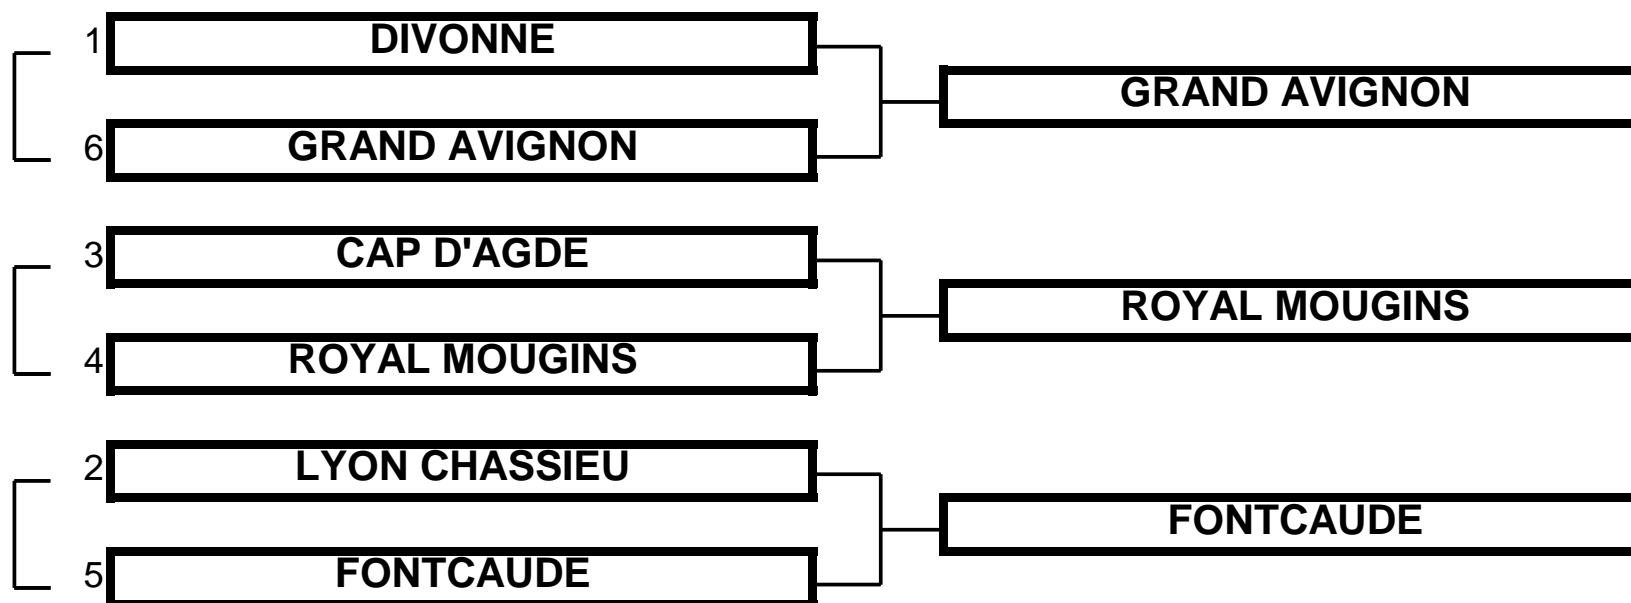 1 DIVONNE
GRAND AVIGNON
6 GRAND AVIGNON
3 CAP D'AGDE
ROYAL MOUGINS
4 ROYAL MOUGINS
2 LYON CHASSIEU
FONTCAUDE
5 FONTCAUDE